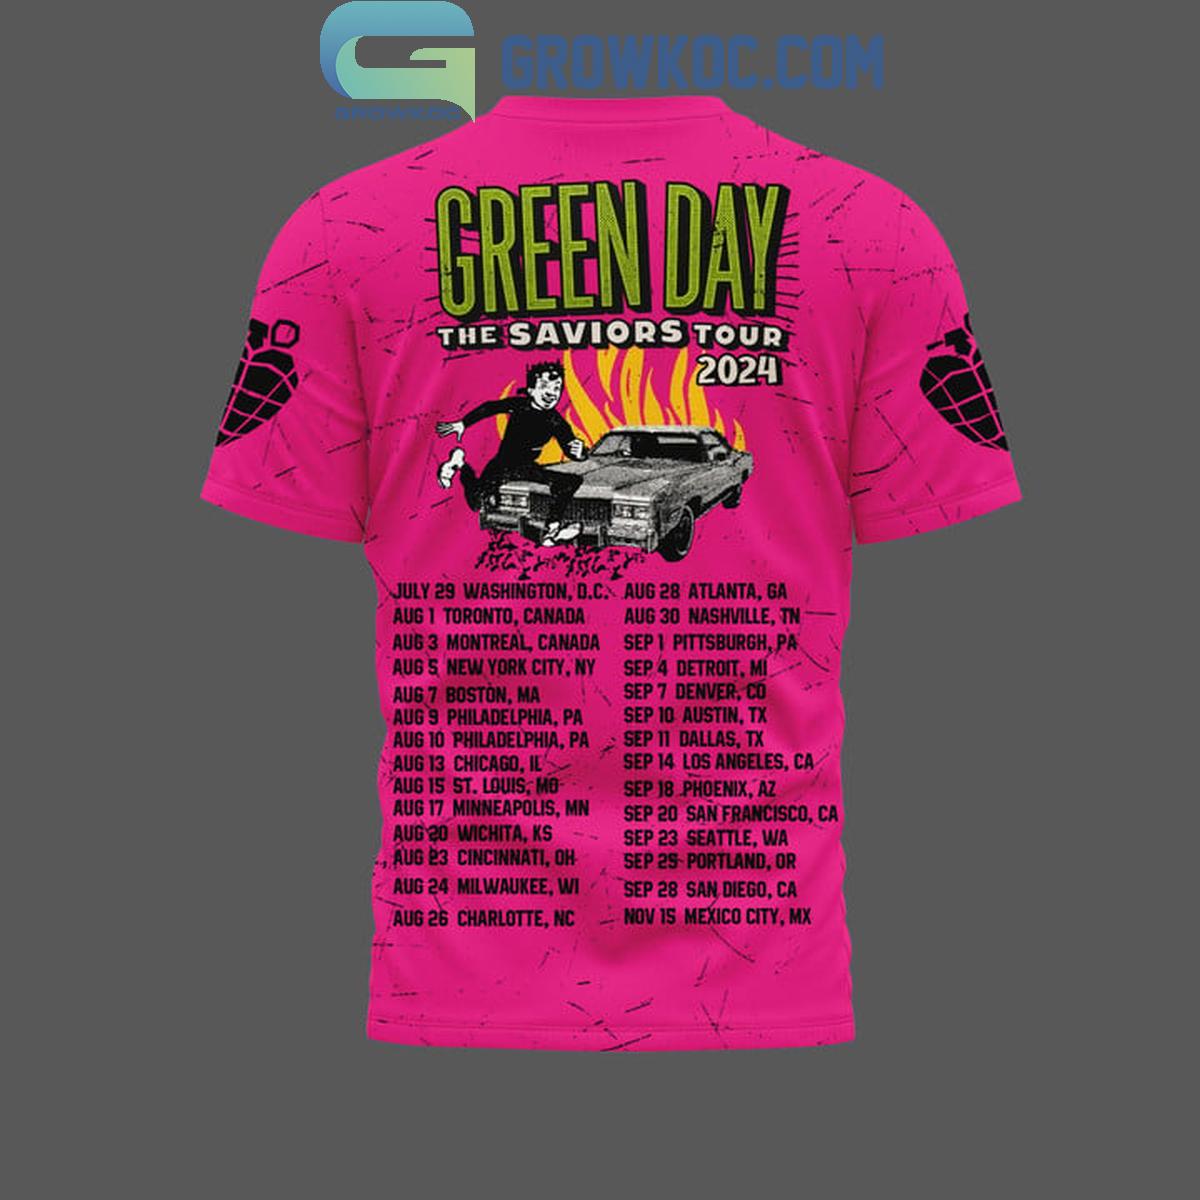 GROWKOC.COM
GROWKOC
GREEN DAY
THE SAVIORS TOUR
2024
JULY 29 WASHINGTON, D.C.
AUG 1 TORONTO, CANADA
AUG 3 MONTREAL, CANADA
AUG 5 NEW YORK CITY, NY
AUG 7 BOSTON, MA
AUG 9 PHILADELPHIA, PA
AUG 10 PHILADELPHIA, PA
AUG 13 CHICAGO, IL
AUG 15 ST. LOUIS, MO
AUG 17 MINNEAPOLIS, MN
AUG 20 WICHITA, KS
AUG 23 CINCINNATI, OH
AUG 24 MILWAUKEE, WI
AUG 26 CHARLOTTE, NC
AUG 28 ATLANTA, GA
AUG 30 NASHVILLE, TN
SEP 1 PITTSBURGH, PA
SEP 4 DETROIT, MI
SEP 7 DENVER, CO
SEP 10 AUSTIN, TX
SEP 11 DALLAS, TX
SEP 14 LOS ANGELES, CA
SEP 18 PHOENIX, AZ
SEP 20 SAN FRANCISCO, CA
SEP 23 SEATTLE, WA
SEP 25 PORTLAND, OR
SEP 28 SAN DIEGO, CA
NOV 15 MEXICO CITY, MX